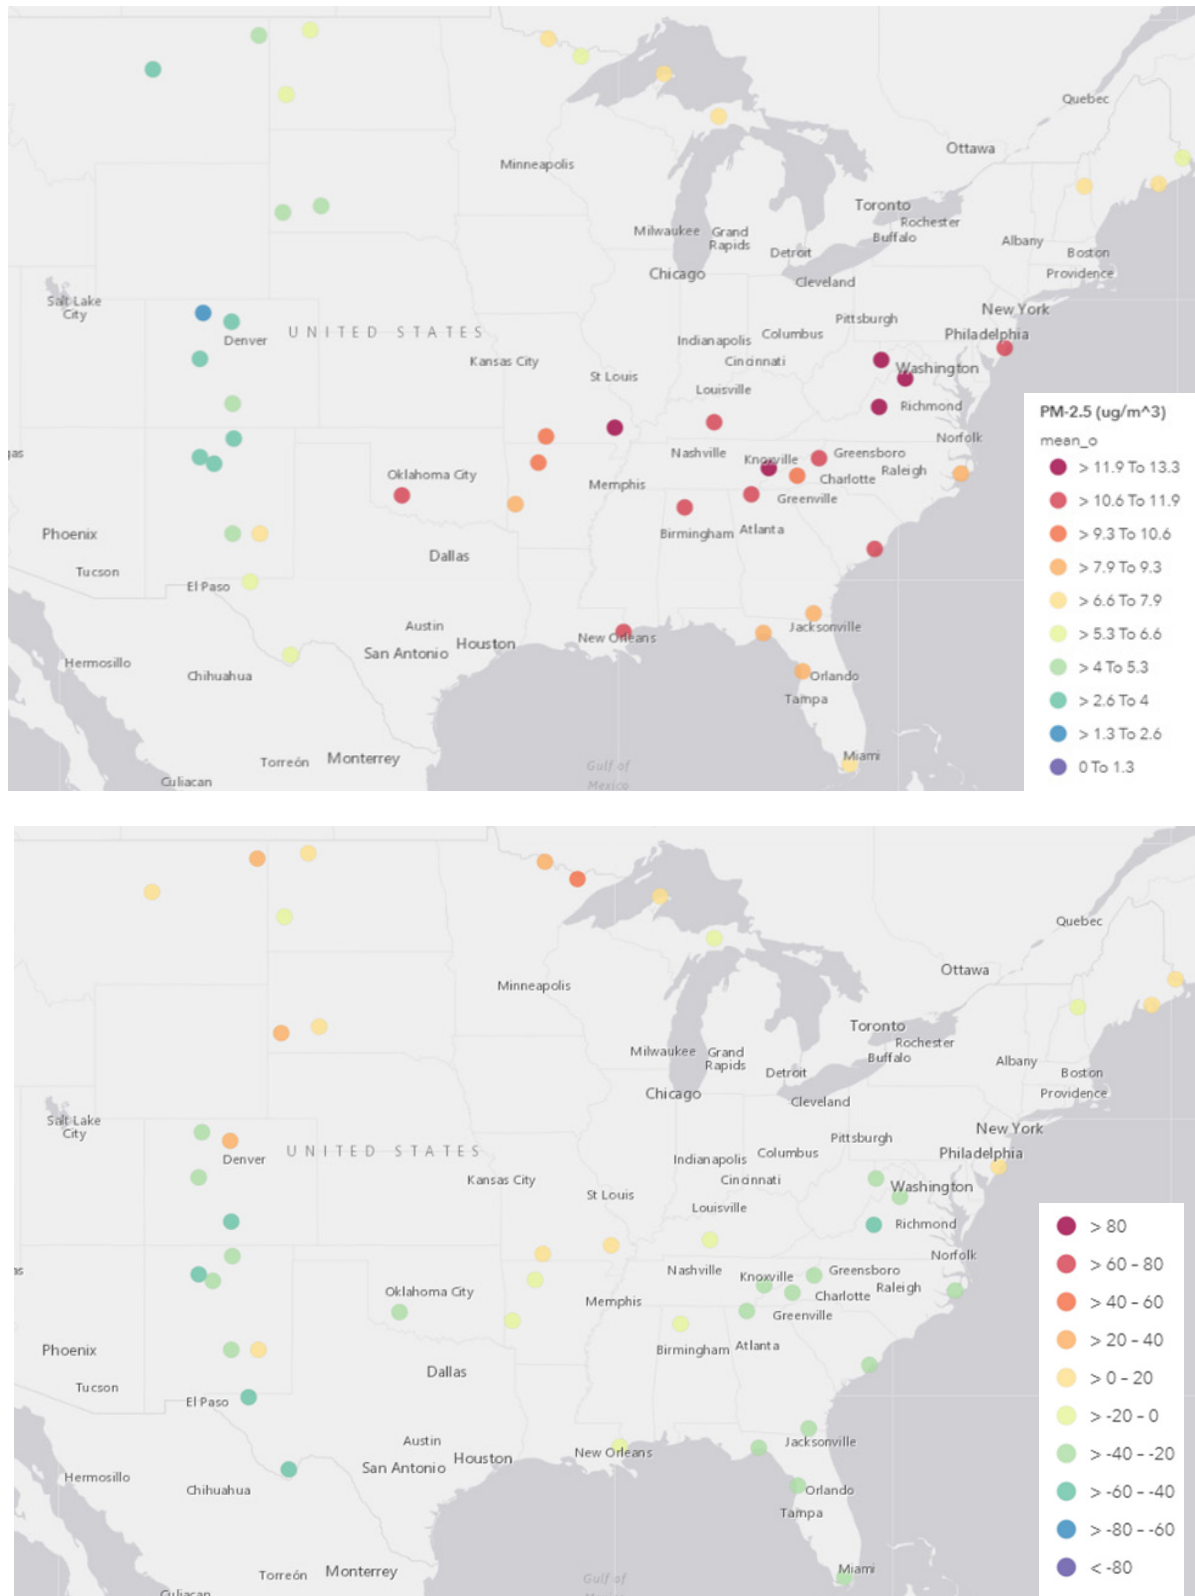 Quebec
Ottawa
Minneapolis
Toronto
Rochester
Buffalo
Milwaukee
Grand
Rapids
Albany
Detroit
Boston
Providence
Chicago
Cleveland
Salt Lake
City
New York
Pittsburgh
UNITED STATES
Denver
Columbus
Philadelphia
Indianapolis
Kansas City
Cincinnati
Washington
St Louis
Louisville
Richmond
PM-2.5 (ug/m^3)
mean_o
Norfolk
gas
Nashville
Knoxville
Greensboro
> 11.9 To 13.3
Oklahoma City
Raleigh
Memphis
Charlotte
Greenville
> 10.6 To 11.9
Phoenix
Birmingham
Atlanta
> 9.3 To 10.6
Dallas
> 7.9 To 9.3
Tucson
El Paso
> 6.6 To 7.9
Austin
Jacksonville
> 5.3 To 6.6
New Orleans
Houston
San Antonio
Hermosillo
> 4 To 5.3
Chihuahua
Orlando
Tampa
> 2.6 To 4
> 1.3 To 2.6
Torreón
Monterrey
Miami
Gulf of
Mexico
0 To 1.3
Culiacan
Quebec
Ottawa
Minneapolis
Toronto
Rochester
Buffalo
Milwaukee
Grand
Rapids
Albany
Detroit
Boston
Chicago
Providence
Cleveland
Salt Lake
City
New York
Pittsburgh
UNITED STATES
Denver
Columbus
Philadelphia
Indianapolis
Kansas City
Cincinnati
Washington
St Louis
Louisville
Richmond
> 80
Norfolk
> 60 - 80
as
Nashville
Knoxville
Greensboro
Raleigh
Oklahoma City
Charlotte
Memphis
> 40 - 60
Greenville
> 20 - 40
Phoenix
Birmingham
Atlanta
Dallas
> 0 - 20
Tucson
El Paso
> -20 - 0
Austin
Jacksonville
> -40 - -20
New Orleans
Houston
San Antonio
Hermosillo
Chihuahua
Orlando
> -60 - -40
Tampa
> -80 - -60
Torreón
Monterrey
Miami
< -80
Gulf of